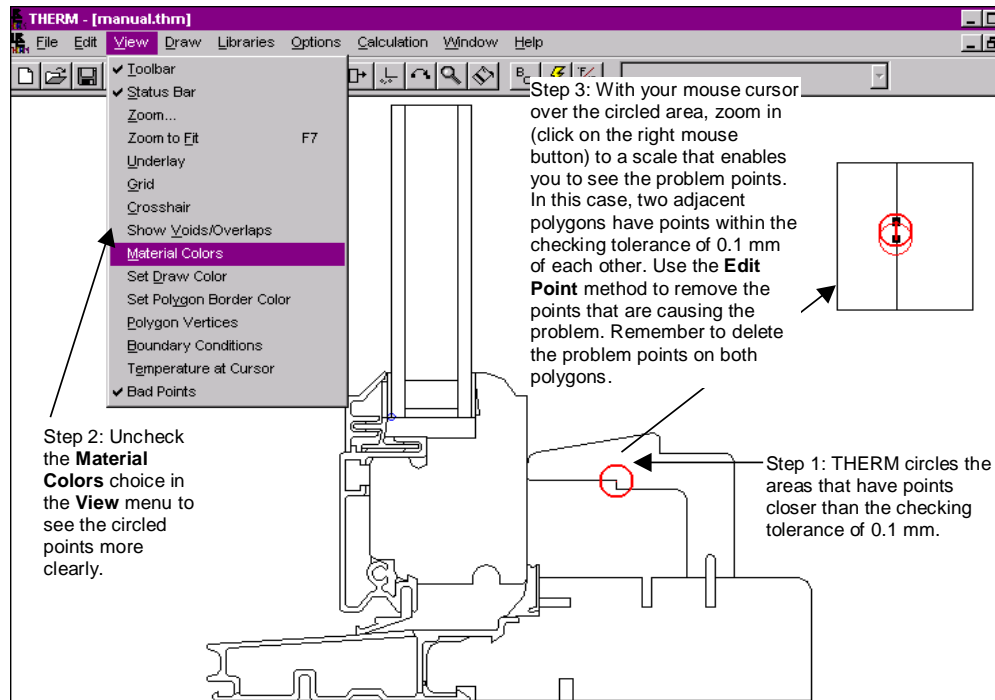 THERM - [manual.thm]
File Edit View Draw Libraries Options Calculation Window Help
Toolbar
Status Bar
Zoom...
Zoom to Fit F7
Underlay
Grid
Crosshair
Show Voids/Overlaps
Material Colors
Set Draw Color
Set Polygon Border Color
Polygon Vertices
Boundary Conditions
Temperature at Cursor
Bad Points
Step 3: With your mouse cursor
over the circled area, zoom in
(click on the right mouse
button) to a scale that enables
you to see the problem points.
In this case, two adjacent
polygons have points within the
checking tolerance of 0.1 mm
of each other. Use the Edit
Point method to remove the
points that are causing the
problem. Remember to delete
the problem points on both
polygons.
Step 2: Uncheck
the Material
Colors choice in
the View menu to
see the circled
points more
clearly.
Step 1: THERM circles the
areas that have points
closer than the checking
tolerance of 0.1 mm.